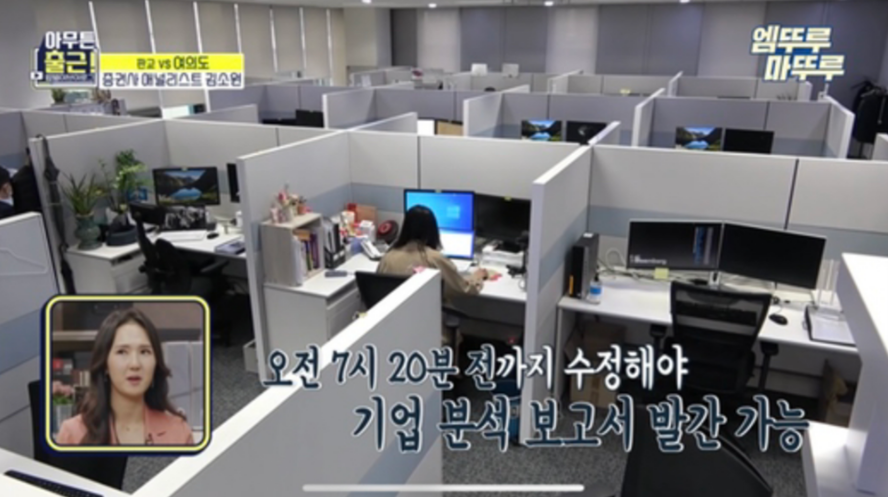 아무튼
출근!
판교 vs 여의도
증권사 애널리스트 김소원
엠뚜루
마뚜루
Bloomberg
오전 7시 20분 전까지 수정해야
기업 분석 보고서 발간 가능